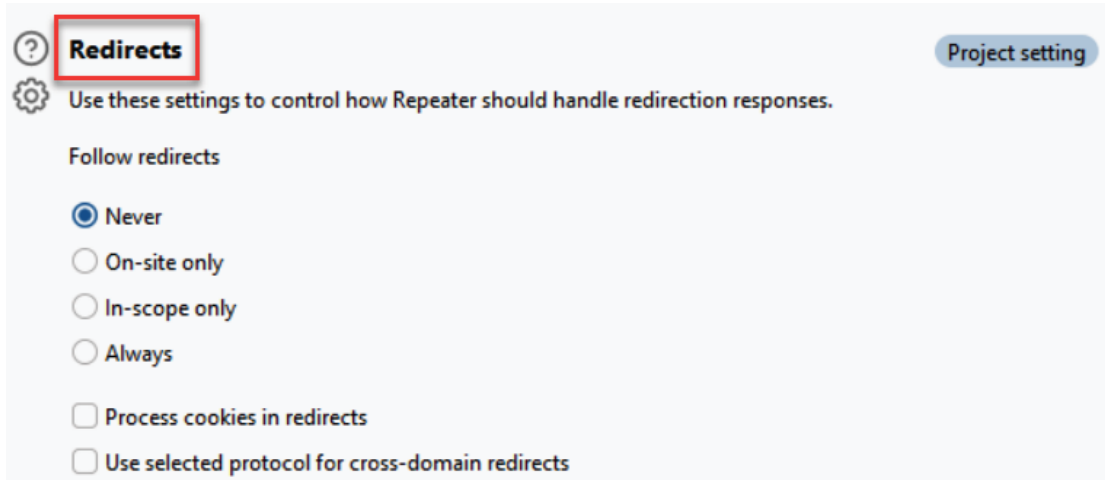 Redirects
Project setting
Use these settings to control how Repeater should handle redirection responses.
Follow redirects
Never
On-site only
In-scope only
Always
Process cookies in redirects
Use selected protocol for cross-domain redirects